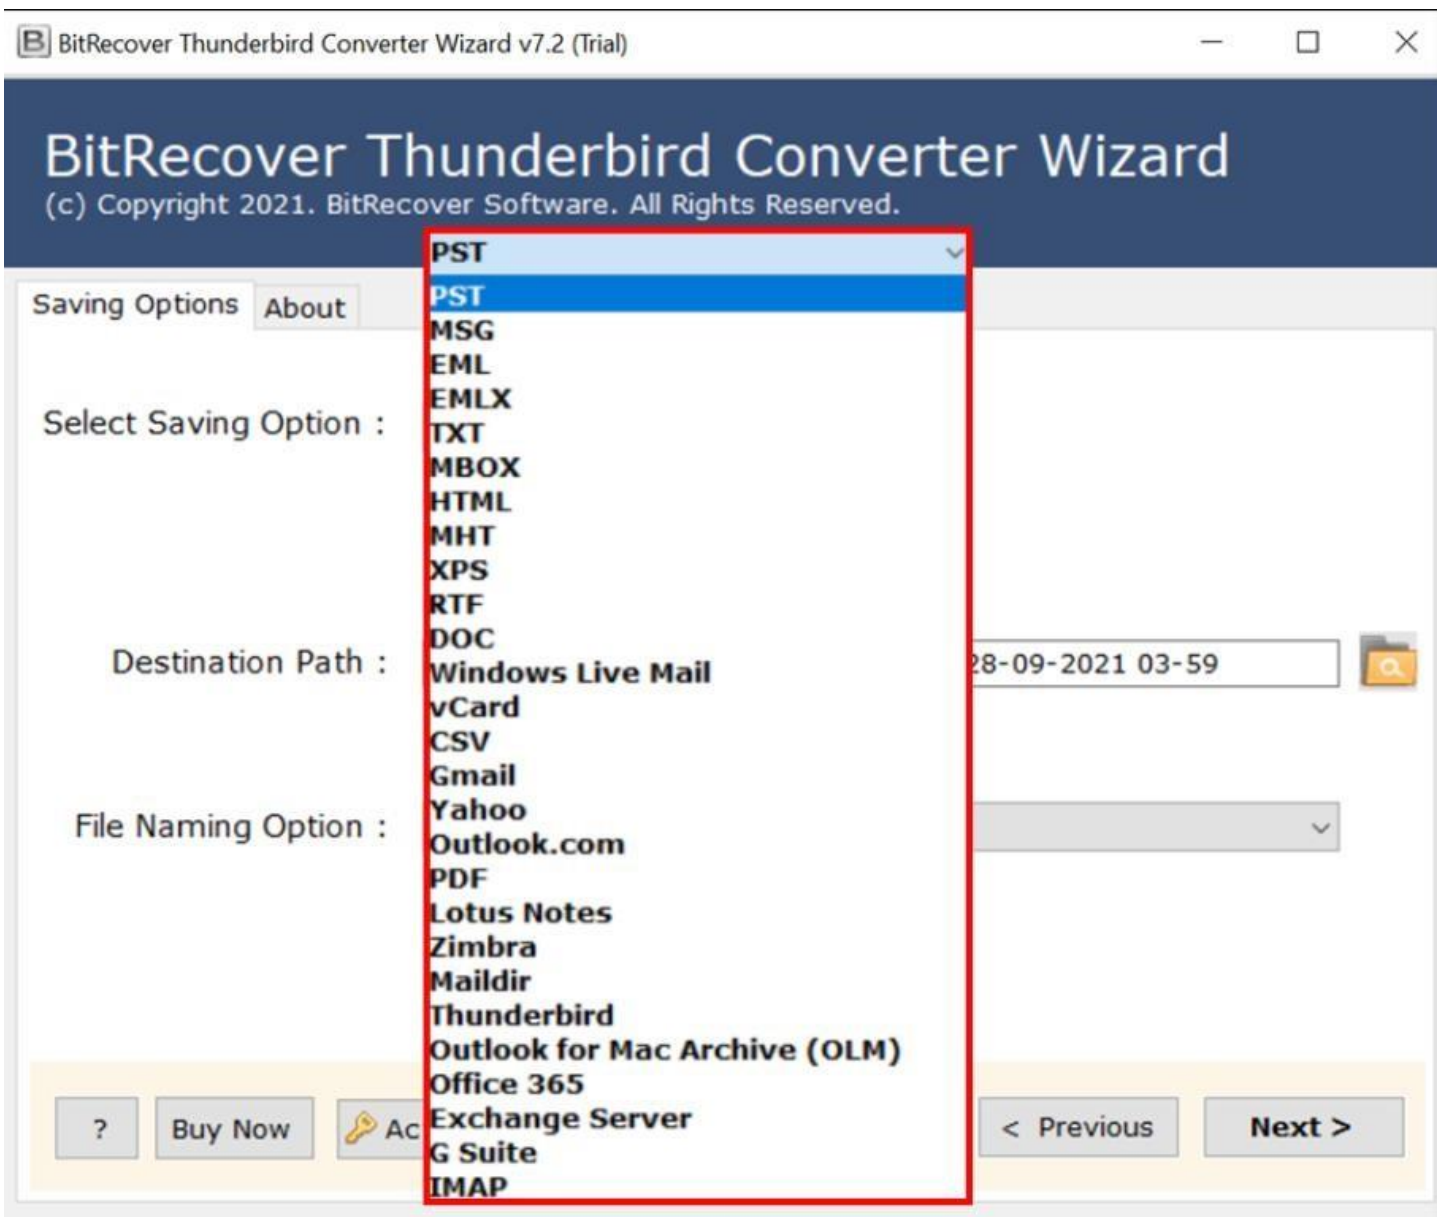 BitRecover Thunderbird Converter Wizard v7.2 (Trial)
BitRecover Thunderbird Converter Wizard
(c) Copyright 2021. BitRecover Software. All Rights Reserved.
PST
Saving Options
About
PST
MSG
EML
EMLX
Select Saving Option :
TXT
MBOX
HTML
MHT
XPS
RTF
DOC
Destination Path :
28-09-2021 03-59
Windows Live Mail
vCard
CSV
Gmail
Yahoo
File Naming Option :
Outlook.com
PDF
Lotus Notes
Zimbra
Maildir
Thunderbird
Outlook for Mac Archive (OLM)
Office 365
Exchange Server
G Suite
IMAP
?
Buy Now
< Previous
Next >